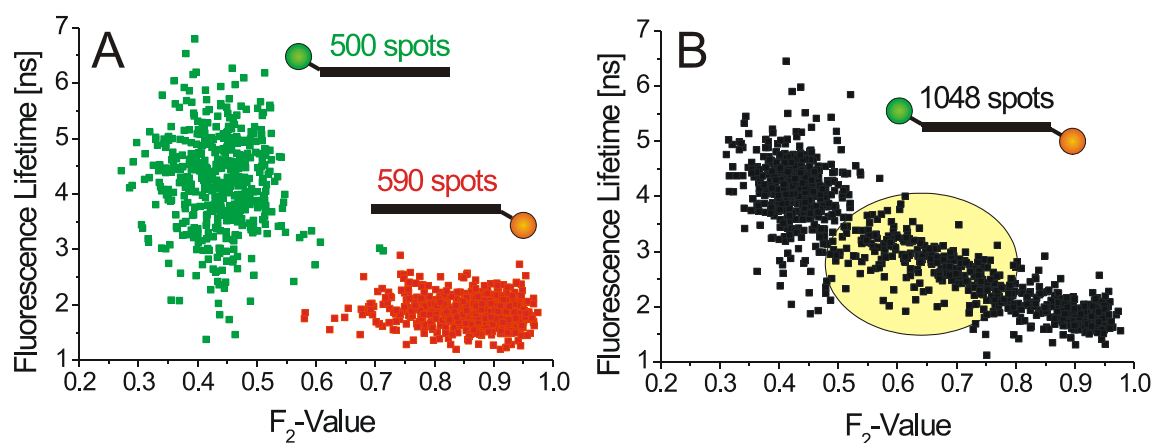 A
500 spots
590 spots
Fluorescence Lifetime [ns]
7
6
5
4
3
2
1
0.2 0.3 0.4 0.5 0.6 0.7 0.8 0.9 1.0
F₂-Value
B
1048 spots
Fluorescence Lifetime [ns]
7
6
5
4
3
2
1
0.2 0.3 0.4 0.5 0.6 0.7 0.8 0.9 1.0
F₂-Value